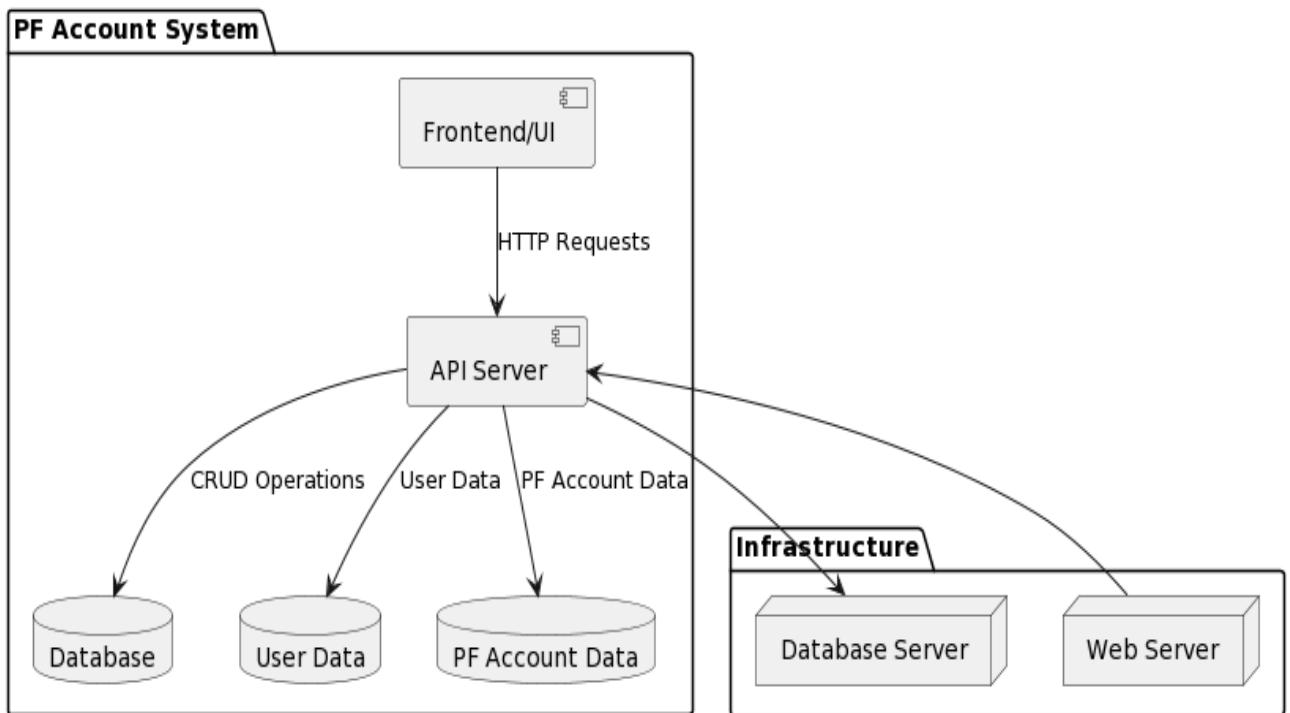 PF Account System
Frontend/UI
HTTP Requests
API Server
CRUD Operations
User Data
PF Account Data
Database
User Data
PF Account Data
Infrastructure
Database Server
Web Server